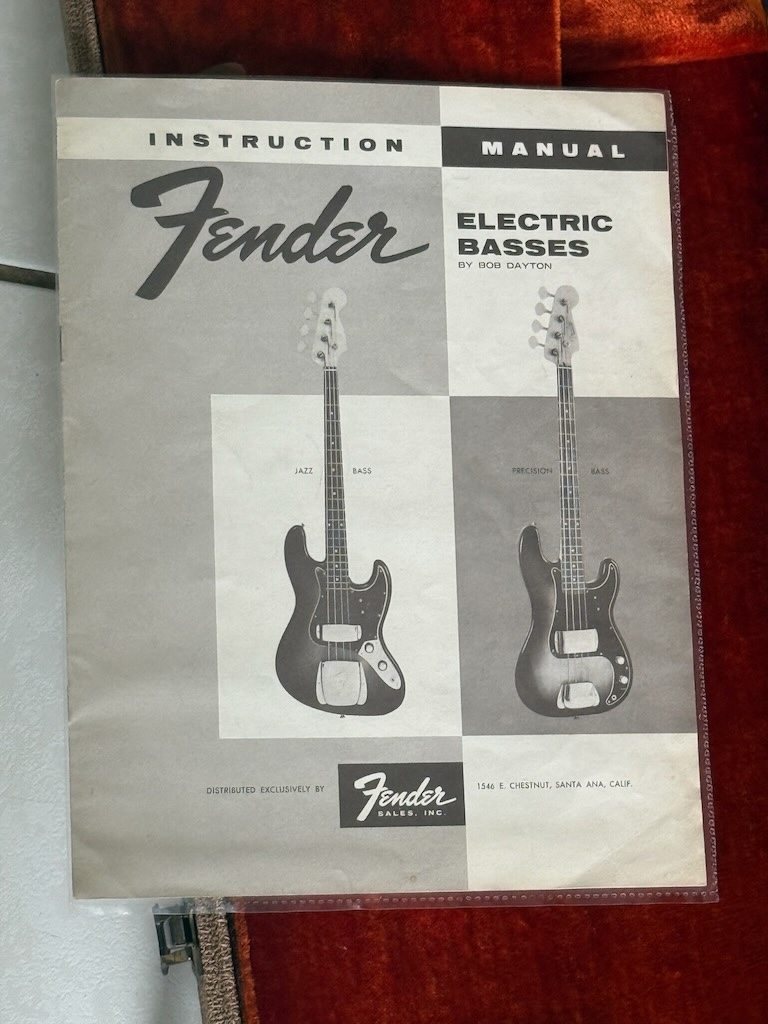 INSTRUCTION MANUAL
Fender
ELECTRIC
BASSES
BY BOB DAYTON
JAZZ BASS
PRECISION BASS
DISTRIBUTED EXCLUSIVELY BY
Fender
SALES, INC.
1546 E. CHESTNUT, SANTA ANA, CALIF.